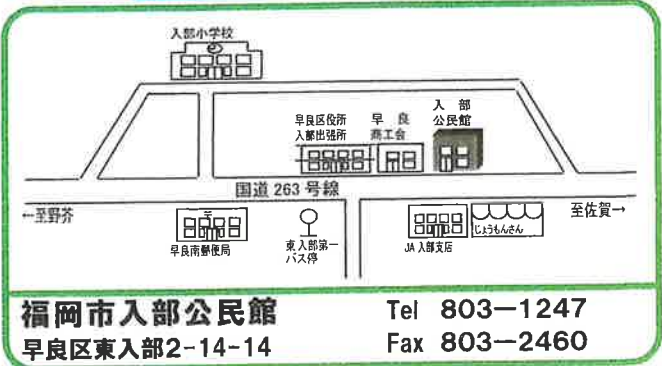 入部小学校
入部
公民館
早良区役所
入部出張所
早良
商工会
国道263号線
←至野芥
至佐賀→
〒
早良南郵便局
東入部第一
バス停
JA入部支店
じょうもんさん
福岡市入部公民館
Tel 803-1247
早良区東入部2-14-14
Fax 803-2460